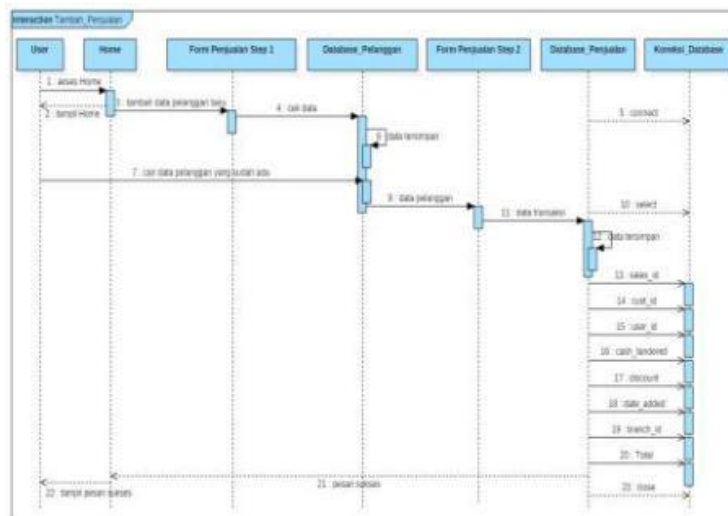 interaction Tambah_Penjualan
User
Home
Form Penjualan Step 1
Database_Pelanggan
Form Penjualan Step 2
Database_Penjualan
Koneksi_Database
1 : akses Home
2 : tampil Home
3 : tambah data pelanggan baru
4 : cek data
5 : connect
6 : data tersimpan
7 : cari data pelanggan yang sudah ada
9 : data pelanggan
10 : select
11 : data transaksi
12 : data tersimpan
13 : sales_id
14 : cust_id
15 : user_id
16 : cash_tendered
17 : discount
18 : date_added
19 : branch_id
20 : Total
21 : pesan sukses
22 : tampil pesan sukses
23 : close